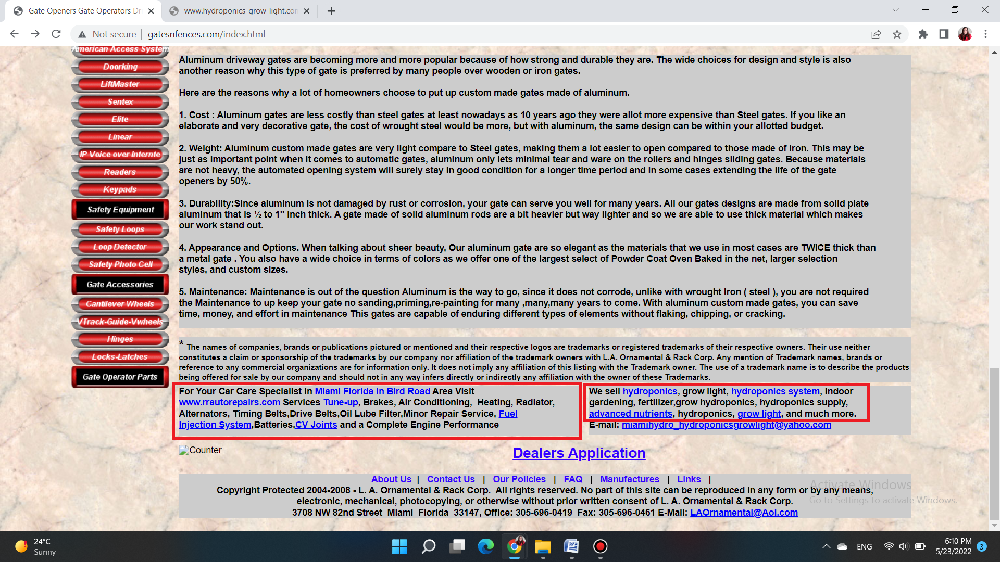 Gate Openers Gate Operators Dri
www.hydroponics-grow-light.com
Not secure
gatesnfences.com/index.html
American Access System
Doorking
LiftMaster
Sentex
Elite
Linear
IP Voice over Internte
Readers
Keypads
Safety Equipment
Safety Loops
Loop Detector
Safety Photo Cell
Gate Accessories
Cantilever Wheels
VTrack-Guide-Vwheels
Hinges
Locks-Latches
Gate Operator Parts
Aluminum driveway gates are becoming more and more popular because of how strong and durable they are. The wide choices for design and style is also
another reason why this type of gate is preferred by many people over wooden or iron gates.
Here are the reasons why a lot of homeowners choose to put up custom made gates made of aluminum.
1. Cost : Aluminum gates are less costly than steel gates at least nowadays as 10 years ago they were allot more expensive than Steel gates. If you like an
elaborate and very decorative gate, the cost of wrought steel would be more, but with aluminum, the same design can be within your allotted budget.
2. Weight: Aluminum custom made gates are very light compare to Steel gates, making them a lot easier to open compared to those made of iron. This may be
just as important point when it comes to automatic gates, aluminum only lets minimal tear and ware on the rollers and hinges sliding gates. Because materials
are not heavy, the automated opening system will surely stay in good condition for a longer time period and in some cases extending the life of the gate
openers by 50%.
3. Durability:Since aluminum is not damaged by rust or corrosion, your gate can serve you well for many years. All our gates designs are made from solid plate
aluminum that is ½ to 1" inch thick. A gate made of solid aluminum rods are a bit heavier but way lighter and so we are able to use thick material which makes
our work stand out.
4. Appearance and Options. When talking about sheer beauty, Our aluminum gate are so elegant as the materials that we use in most cases are TWICE thick than
a metal gate . You also have a wide choice in terms of colors as we offer one of the largest select of Powder Coat Oven Baked in the net, larger selection
styles, and custom sizes.
5. Maintenance: Maintenance is out of the question Aluminum is the way to go, since it does not corrode, unlike with wrought Iron ( steel ), you are not required
the Maintenance to up keep your gate no sanding,priming,re-painting for many ,many,many years to come. With aluminum custom made gates, you can save
time, money, and effort in maintenance This gates are capable of enduring different types of elements without flaking, chipping, or cracking.
* The names of companies, brands or publications pictured or mentioned and their respective logos are trademarks or registered trademarks of their respective owners. Their use neither
constitutes a claim or sponsorship of the trademarks by our company nor affiliation of the trademark owners with L.A. Ornamental & Rack Corp. Any mention of Trademark names, brands or
reference to any commercial organizations are for information only. It does not imply any affiliation of this listing with the Trademark owner. The use of a trademark name is to describe the products
being offered for sale by our company and should not in any way infers directly or indirectly any affiliation with the owner of these Trademarks.
For Your Car Care Specialist in Miami Florida in Bird Road Area Visit
www.rrautorepairs.com Services Tune-up, Brakes, Air Conditioning, Heating, Radiator,
Alternators, Timing Belts,Drive Belts,Oil Lube Filter,Minor Repair Service, Fuel
Injection System,Batteries,CV Joints and a Complete Engine Performance
We sell hydroponics, grow light, hydroponics system, indoor
gardening, fertilizer,grow hydroponics, hydroponics supply,
advanced nutrients, hydroponics, grow light, and much more.
E-mail: miamihydro_hydroponicsgrowlight@yahoo.com
Counter
Dealers Application
About Us | Contact Us | Our Policies | FAQ | Manufactures | Links |
Copyright Protected 2004-2008 - L. A. Ornamental & Rack Corp. All rights reserved. No part of this site can be reproduced in any form or by any means,
electronic, mechanical, photocopying, or otherwise without prior written consent of L. A. Ornamental & Rack Corp.
3708 NW 82nd Street Miami Florida 33147, Office: 305-696-0419 Fax: 305-696-0461 E-Mail: LAOrnamental@Aol.com
Activate Windows
Go to Settings to activate Windows.
24°C
Sunny
ENG
6:10 PM
5/23/2022
3